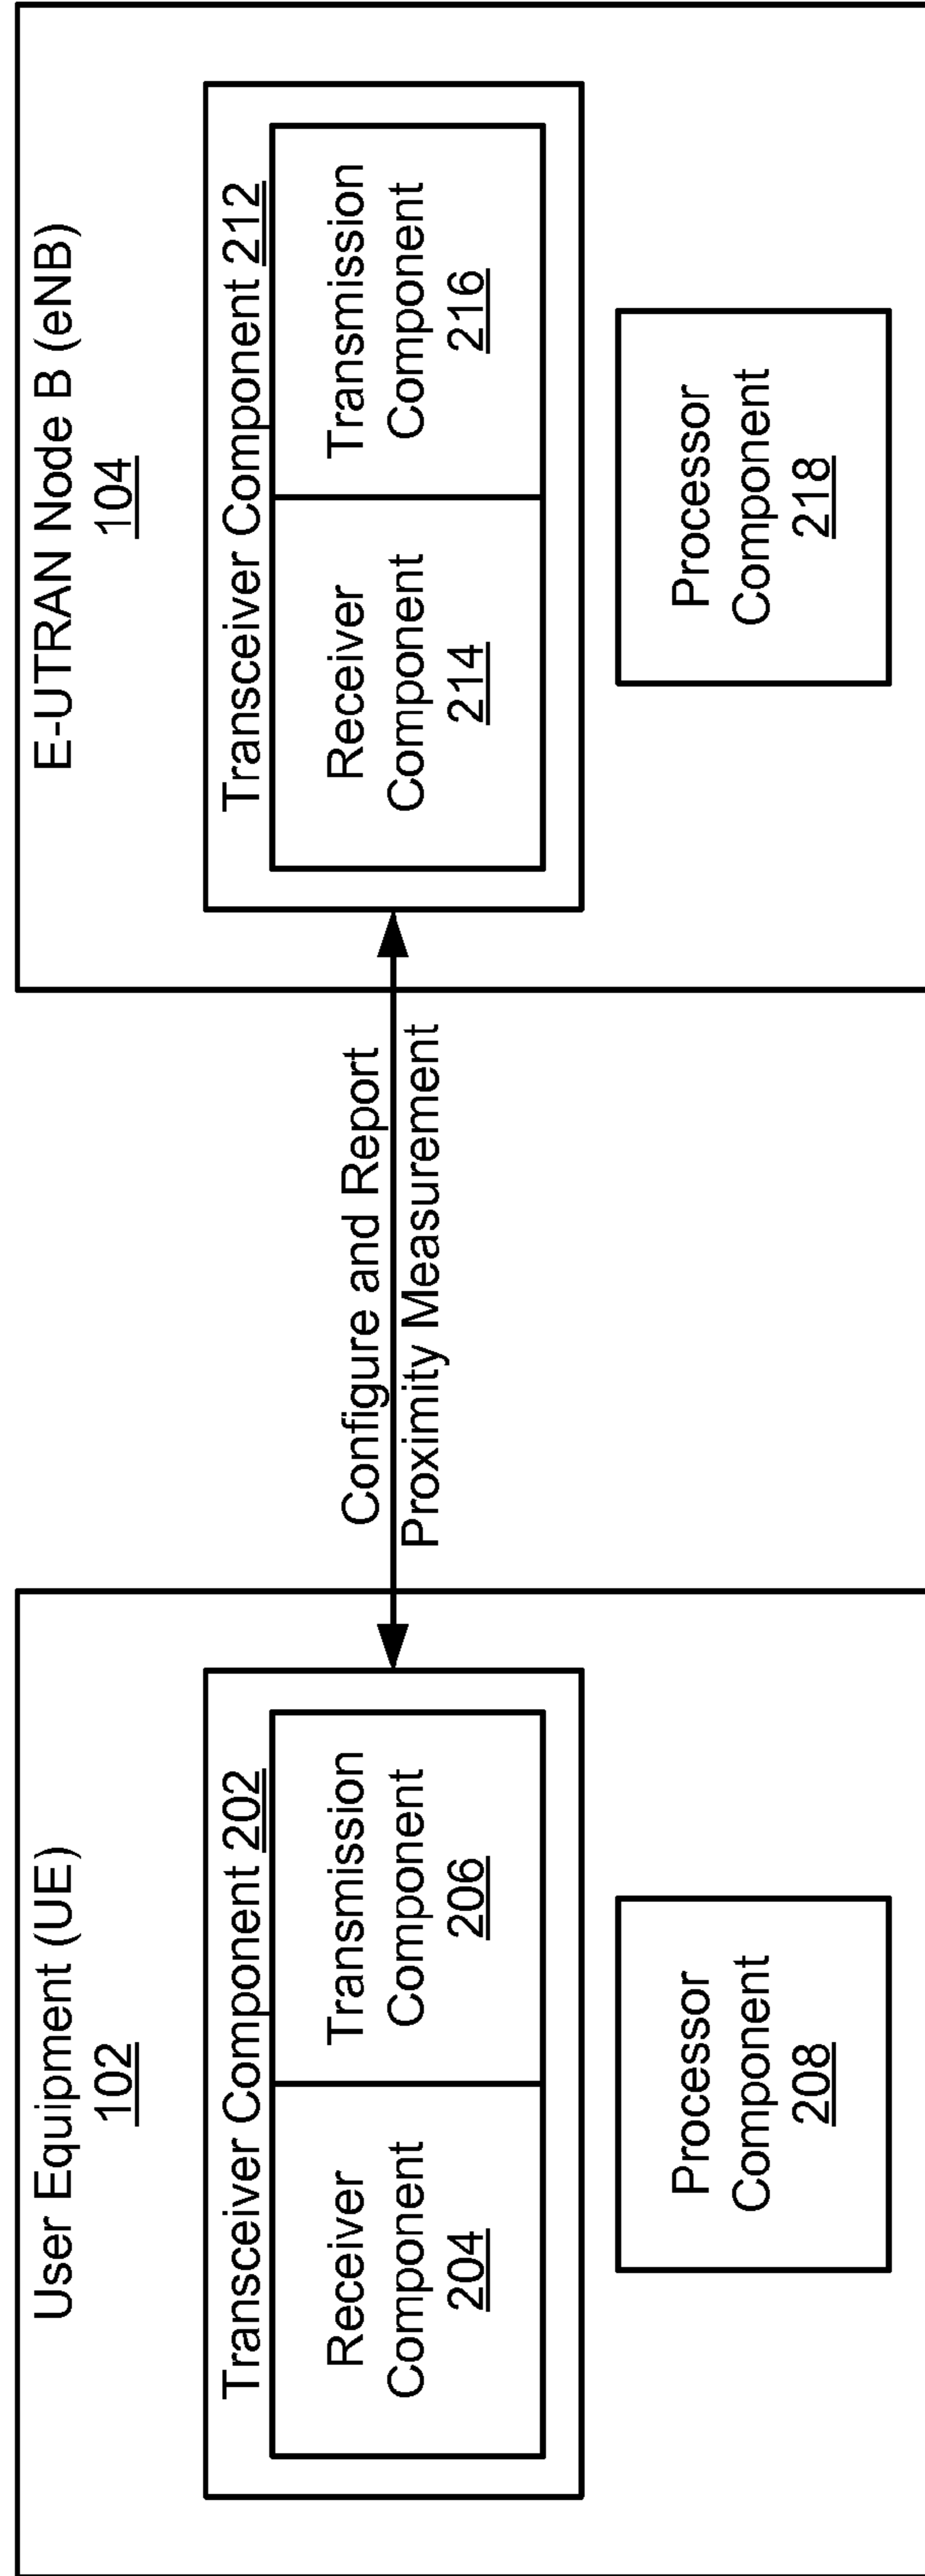 User Equipment (UE)
102
Transceiver Component 202
Receiver
Component
204
Transmission
Component
206
Processor
Component
208
Configure and Report
Proximity Measurement
E-UTRAN Node B (eNB)
104
Transceiver Component 212
Receiver
Component
214
Transmission
Component
216
Processor
Component
218